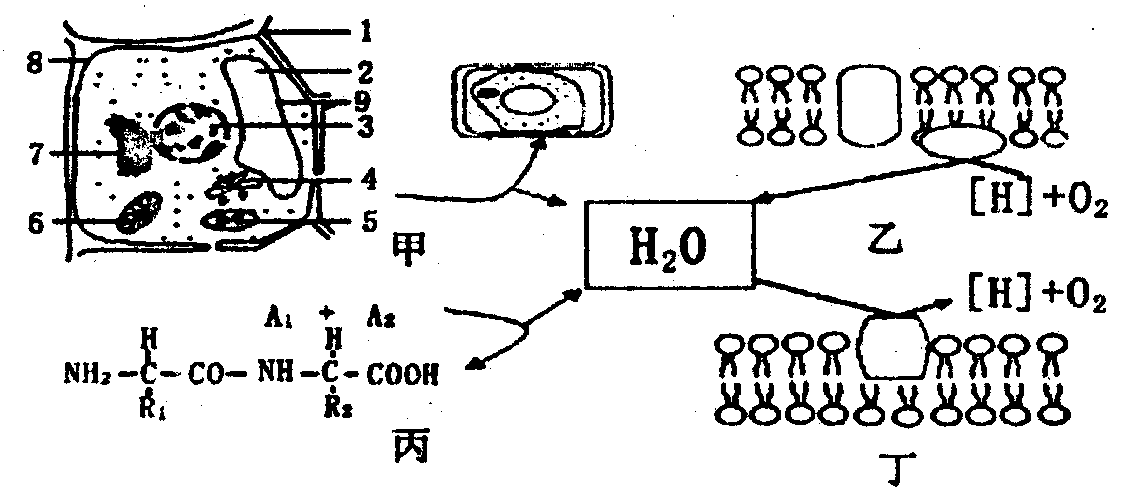 1
8
2
9
3
7
4
6
5
甲
[H]+O₂
乙
H₂O
[H]+O₂
A₁ + A₂
H H
NH₂-C-CO-NH-C-COOH
R₁ R₂
丙
丁